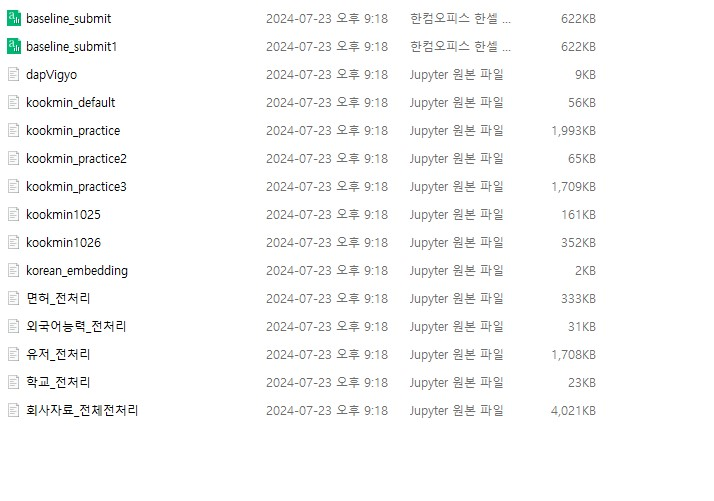 baseline_submit 2024-07-23 오후 9:18 한컴오피스 한셀 ... 622KB
baseline_submit1 2024-07-23 오후 9:18 한컴오피스 한셀 ... 622KB
dapVigyo 2024-07-23 오후 9:18 Jupyter 원본 파일 9KB
kookmin_default 2024-07-23 오후 9:18 Jupyter 원본 파일 56KB
kookmin_practice 2024-07-23 오후 9:18 Jupyter 원본 파일 1,993KB
kookmin_practice2 2024-07-23 오후 9:18 Jupyter 원본 파일 65KB
kookmin_practice3 2024-07-23 오후 9:18 Jupyter 원본 파일 1,709KB
kookmin1025 2024-07-23 오후 9:18 Jupyter 원본 파일 161KB
kookmin1026 2024-07-23 오후 9:18 Jupyter 원본 파일 352KB
korean_embedding 2024-07-23 오후 9:18 Jupyter 원본 파일 2KB
면허_전처리 2024-07-23 오후 9:18 Jupyter 원본 파일 333KB
외국어능력_전처리 2024-07-23 오후 9:18 Jupyter 원본 파일 31KB
유저_전처리 2024-07-23 오후 9:18 Jupyter 원본 파일 1,708KB
학교_전처리 2024-07-23 오후 9:18 Jupyter 원본 파일 23KB
회사자료_전체전처리 2024-07-23 오후 9:18 Jupyter 원본 파일 4,021KB